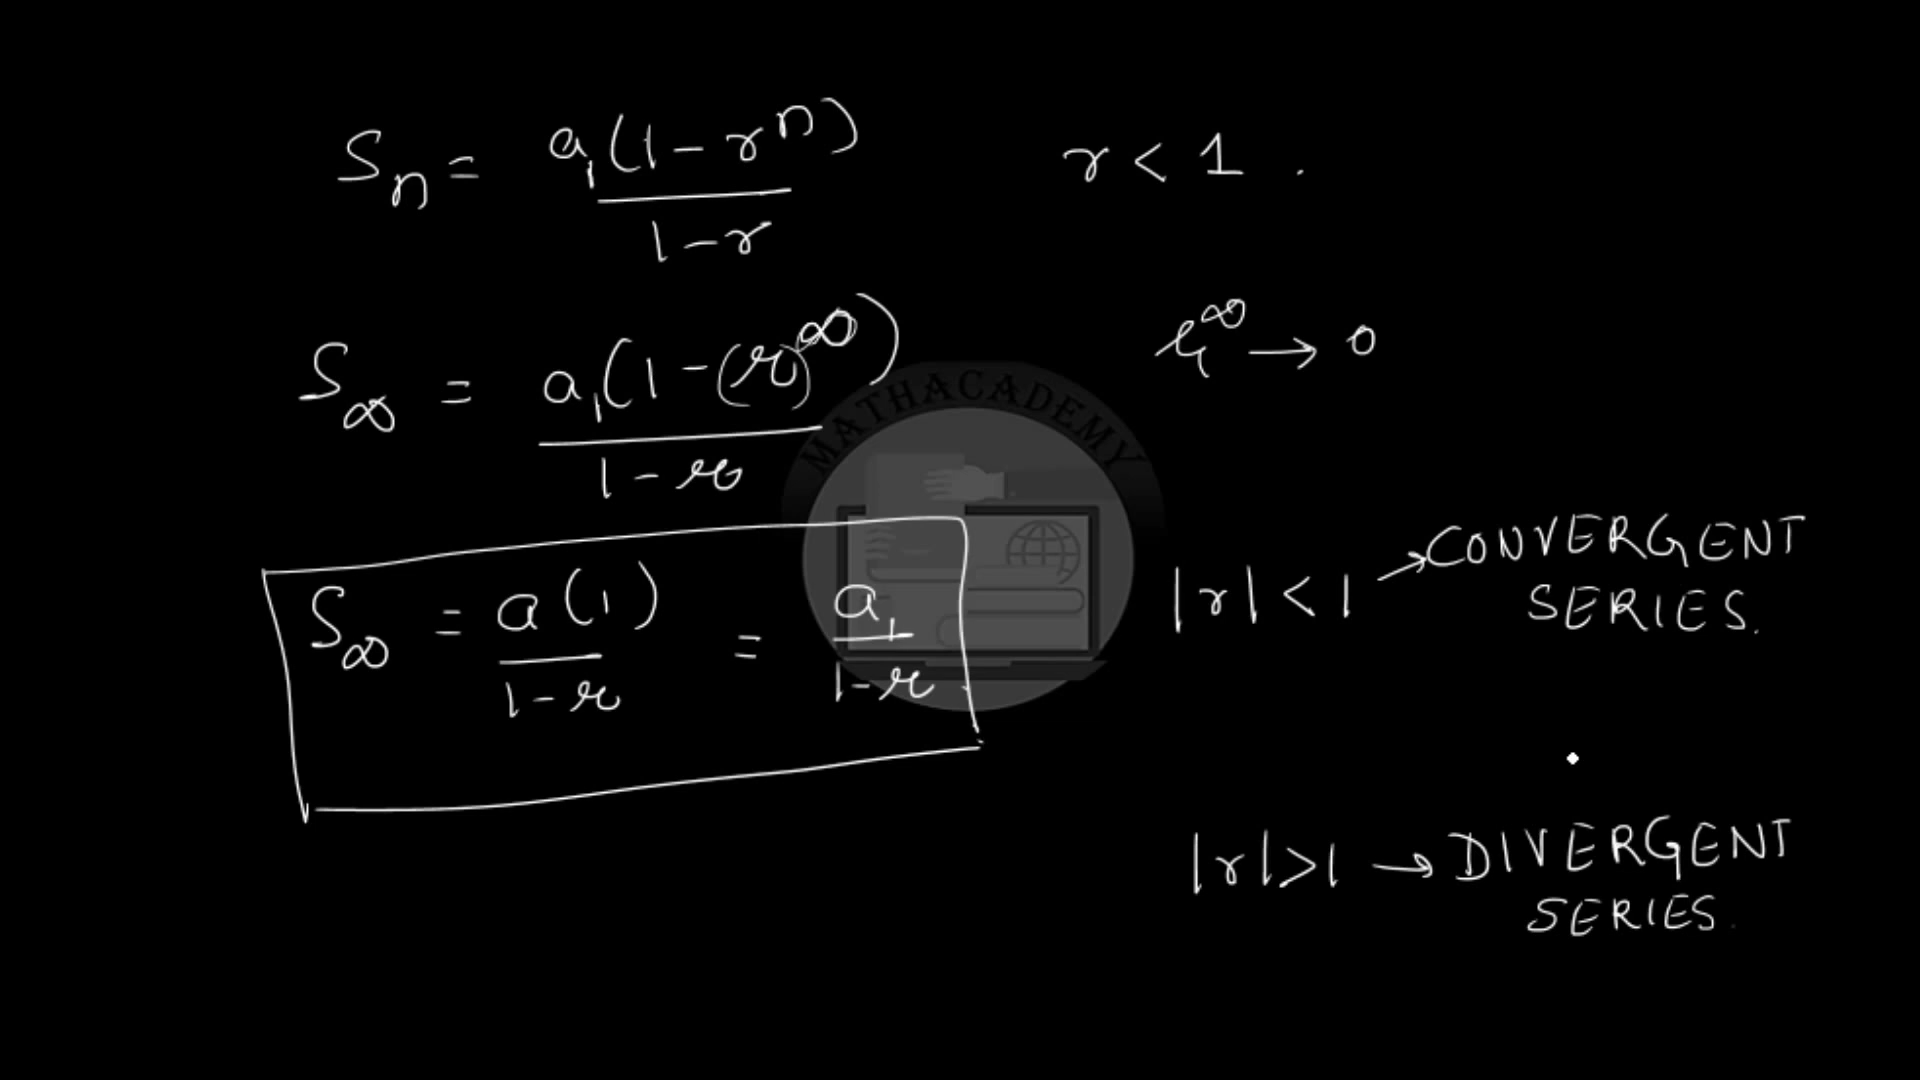 Sn = a₁(1-rⁿ) / 1-r    r < 1 .
S∞ = a₁(1-(r)^∞) / 1-r    r^∞ → 0
MATHACADEMY
S∞ = a(1) / 1-r = a₁ / 1-r    |r| < 1 → CONVERGENT
SERIES.
|r|>1 → DIVERGENT
SERIES.